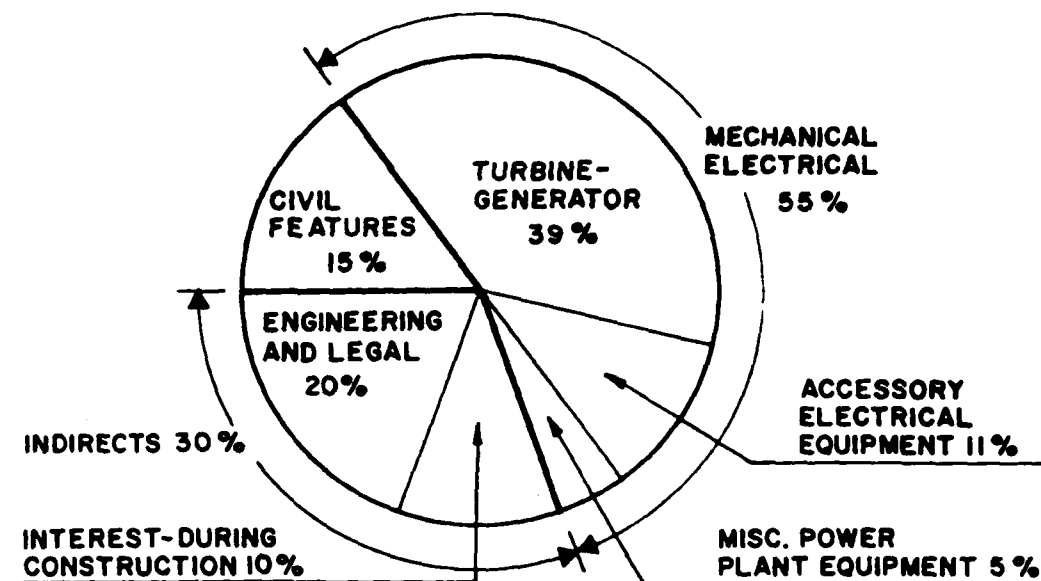 MECHANICAL
ELECTRICAL
55%
TURBINE-
GENERATOR
39%
CIVIL
FEATURES
15%
ENGINEERING
AND LEGAL
20%
ACCESSORY
ELECTRICAL
EQUIPMENT 11%
INDIRECTS 30%
INTEREST-DURING
CONSTRUCTION 10%
MISC. POWER
PLANT EQUIPMENT 5%